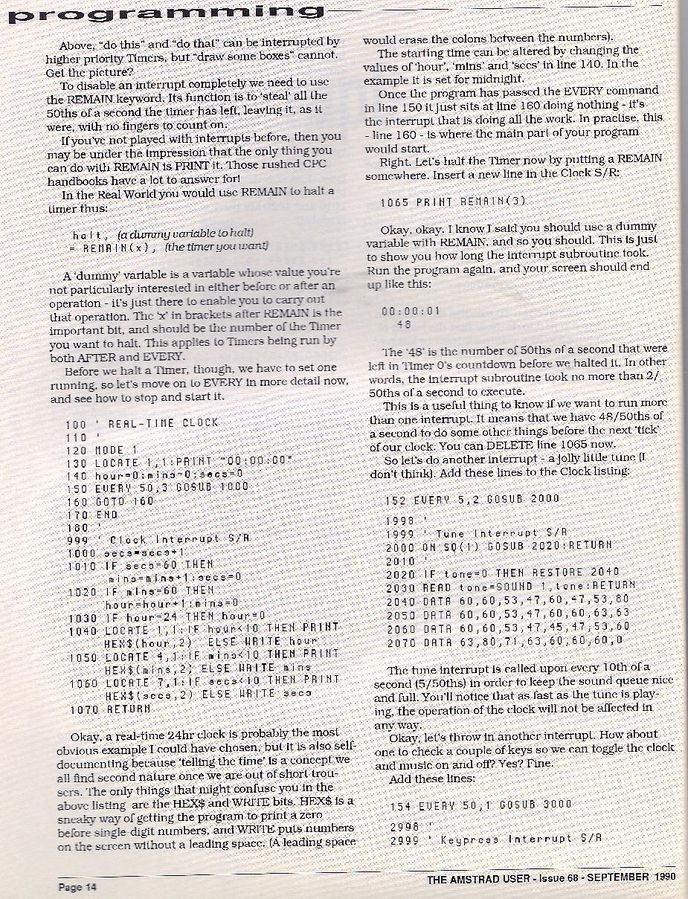 programming
Above, "do this" and "do that" can be interrupted by
higher priority Timers, but "draw some boxes" cannot.
Get the picture?
To disable an interrupt completely we need to use
the REMAIN keyword. Its function is to 'steal' all the
50ths of a second the timer has left, leaving it, as it
were, with no fingers to count on.
If you've not played with interrupts before, then you
may be under the impression that the only thing you
can do with REMAIN is PRINT it. Those rushed CPC
handbooks have a lot to answer for!
In the Real World you would use REMAIN to halt a
timer thus:
halt, (a dummy variable to halt)
= REMAIN(x), (the timer you want)
A 'dummy' variable is a variable whose value you're
not particularly interested in either before or after an
operation - it's just there to enable you to carry out
that operation. The 'x' in brackets after REMAIN is the
important bit, and should be the number of the Timer
you want to halt. This applies to Timers being run by
both AFTER and EVERY.
Before we halt a Timer, though, we have to set one
running, so let's move on to EVERY in more detail now,
and see how to stop and start it.
100 ' REAL-TIME CLOCK
110 '
120 MODE 1
130 LOCATE 1,1:PRINT "00:00:00"
140 hour=0:mins=0:secs=0
150 EVERY 50,3 GOSUB 1000
160 GOTO 160
170 END
180 '
999 ' Clock Interrupt S/R
1000 secs=secs+1
1010 IF secs=60 THEN
mins=mins+1:secs=0
1020 IF mins=60 THEN
hour=hour+1:mins=0
1030 IF hour=24 THEN hour=0
1040 LOCATE 1,1:IF hour<10 THEN PRINT
HEX$(hour,2) ELSE WRITE hour
1050 LOCATE 4,1:IF mins<10 THEN PRINT
HEX$(mins,2) ELSE WRITE mins
1060 LOCATE 7,1:IF secs<10 THEN PRINT
HEX$(secs,2) ELSE WRITE secs
1070 RETURN
Okay, a real-time 24hr clock is probably the most
obvious example I could have chosen, but it is also self-
documenting because 'telling the time' is a concept we
all find second nature once we are out of short trou-
sers. The only things that might confuse you in the
above listing are the HEX$ and WRITE bits. HEX$ is a
sneaky way of getting the program to print a zero
before single-digit numbers, and WRITE puts numbers
on the screen without a leading space. (A leading space
would erase the colons between the numbers).
The starting time can be altered by changing the
values of 'hour', 'mins' and 'secs' in line 140. In the
example it is set for midnight.
Once the program has passed the EVERY command
in line 150 it just sits at line 160 doing nothing - it's
the interrupt that is doing all the work. In practise, this
- line 160 - is where the main part of your program
would start.
Right. Let's halt the Timer now by putting a REMAIN
somewhere. Insert a new line in the Clock S/R:
1065 PRINT REMAIN(3)
Okay, okay. I know I said you should use a dummy
variable with REMAIN, and so you should. This is just
to show you how long the interrupt subroutine took.
Run the program again, and your screen should end
up like this:
00:00:01
48
The '48' is the number of 50ths of a second that were
left in Timer 0's countdown before we halted it. In other
words, the interrupt subroutine took no more than 2/
50ths of a second to execute.
This is a useful thing to know if we want to run more
than one interrupt. It means that we have 48/50ths of
a second to do some other things before the next 'tick'
of our clock. You can DELETE line 1065 now.
So let's do another interrupt - a jolly little tune (I
don't think). Add these lines to the Clock listing:
152 EVERY 5,2 GOSUB 2000
1998 '
1999 ' Tune Interrupt S/R
2000 ON SQ(1) GOSUB 2020:RETURN
2010 '
2020 IF tone=0 THEN RESTORE 2040
2030 READ tone:SOUND 1,tone:RETURN
2040 DATA 60,60,53,47,60,47,53,80
2050 DATA 60,60,53,47,60,60,63,63
2060 DATA 60,60,53,47,45,47,53,60
2070 DATA 63,80,71,63,60,60,60,0
The tune interrupt is called upon every 10th of a
second (5/50ths) in order to keep the sound queue nice
and full. You'll notice that as fast as the tune is play-
ing, the operation of the clock will not be affected in
any way.
Okay, let's throw in another interrupt. How about
one to check a couple of keys so we can toggle the clock
and music on and off? Yes? Fine.
Add these lines:
154 EVERY 50,1 GOSUB 3000
2998
2999 ' Keypress Interrupt S/R
Page 14
THE AMSTRAD USER - Issue 68 - SEPTEMBER 1990